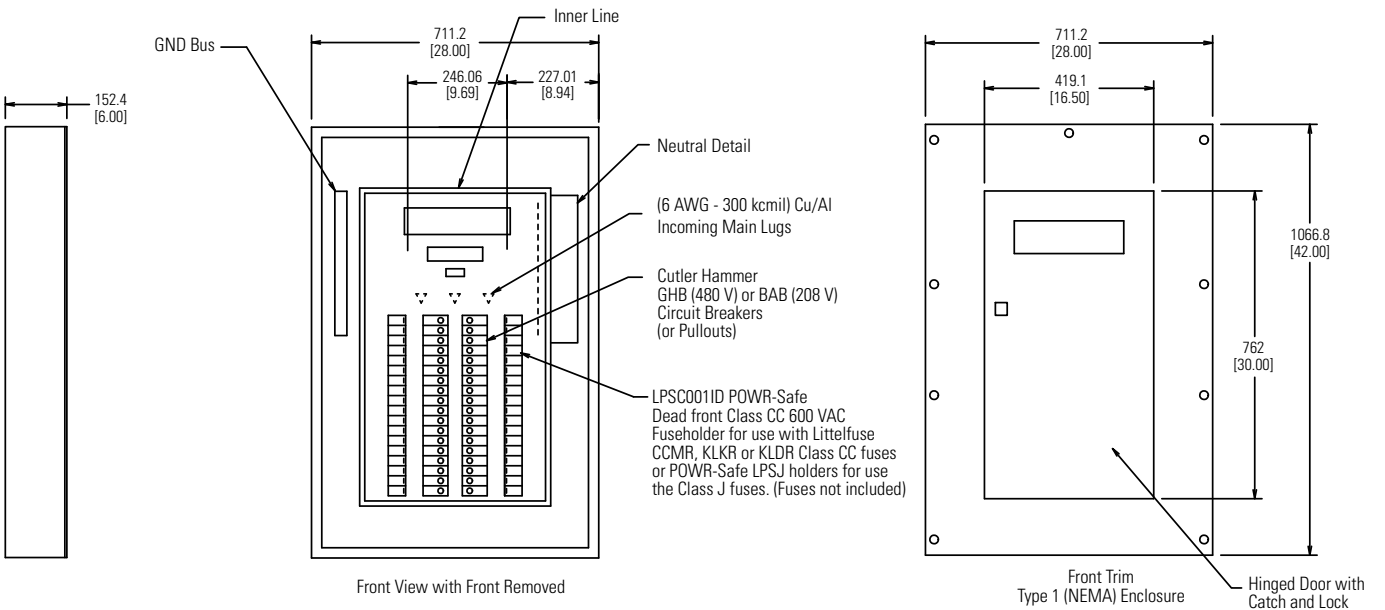 152.4
[6.00]
GND Bus
Inner Line
711.2
[28.00]
246.06
[9.69]
227.01
[8.94]
Neutral Detail
(6 AWG - 300 kcmil) Cu/Al
Incoming Main Lugs
Cutler Hammer
GHB (480 V) or BAB (208 V)
Circuit Breakers
(or Pullouts)
LPSC001ID POWR-Safe
Dead front Class CC 600 VAC
Fuseholder for use with Littelfuse
CCMR, KLKR or KLDR Class CC fuses
or POWR-Safe LPSJ holders for use
the Class J fuses. (Fuses not included)
Front View with Front Removed
711.2
[28.00]
419.1
[16.50]
1066.8
[42.00]
762
[30.00]
Front Trim
Type 1 (NEMA) Enclosure
Hinged Door with
Catch and Lock